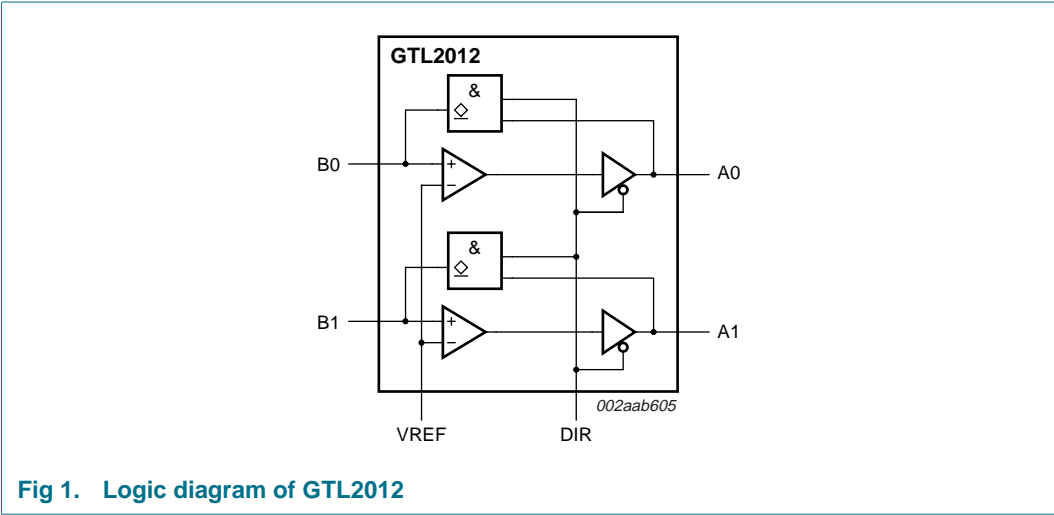 GTL2012
&
B0
+
−
A0
&
B1
+
−
A1
002aab605
VREF DIR
Fig 1. Logic diagram of GTL2012